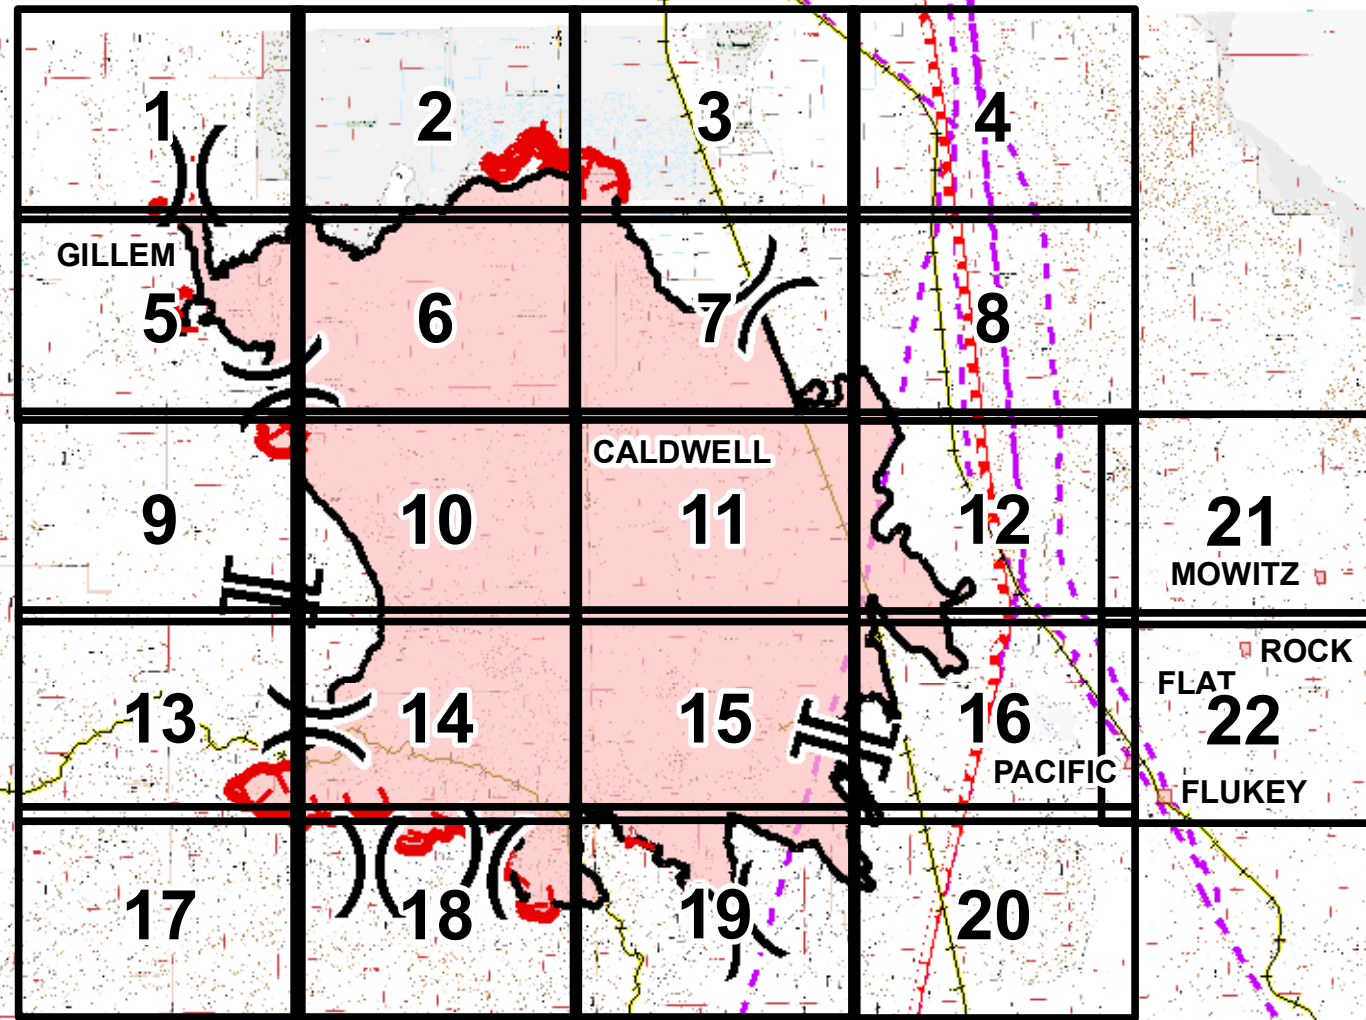 1 2 3 4
GILLEM
5 6 7 8
CALDWELL
9 10 11 12 21
MOWITZ
ROCK
FLAT
13 14 15 16 22
PACIFIC
FLUKEY
17 18 19 20